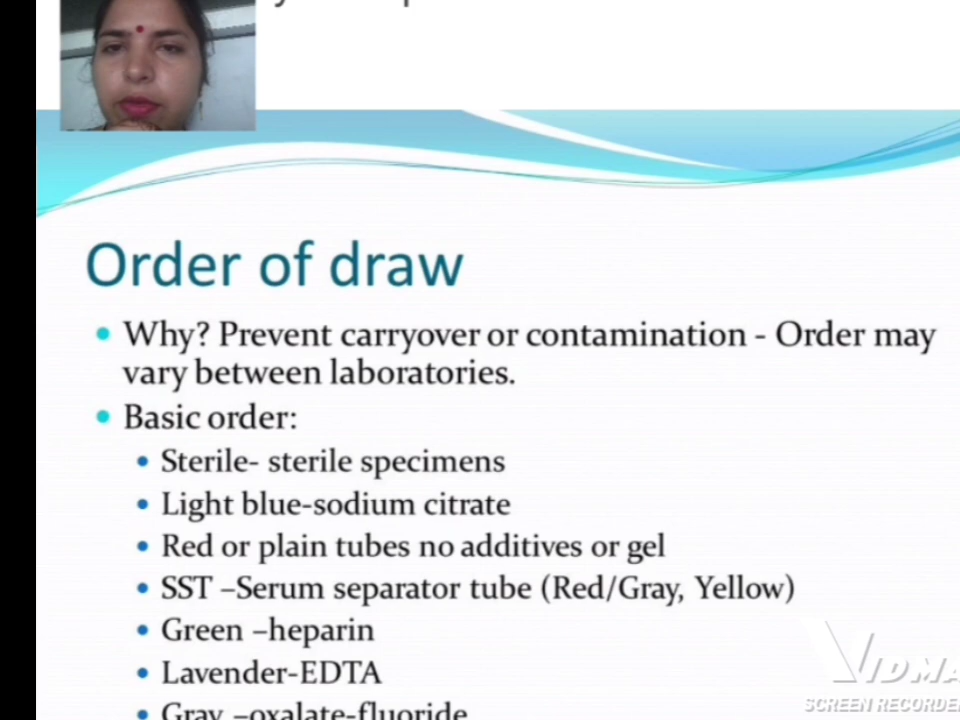 Order of draw
Why? Prevent carryover or contamination - Order may
vary between laboratories.
Basic order:
Sterile- sterile specimens
Light blue-sodium citrate
Red or plain tubes no additives or gel
SST –Serum separator tube (Red/Gray, Yellow)
Green –heparin
Lavender-EDTA
Gray –oxalate-fluoride
VIDMA
SCREEN RECORDER